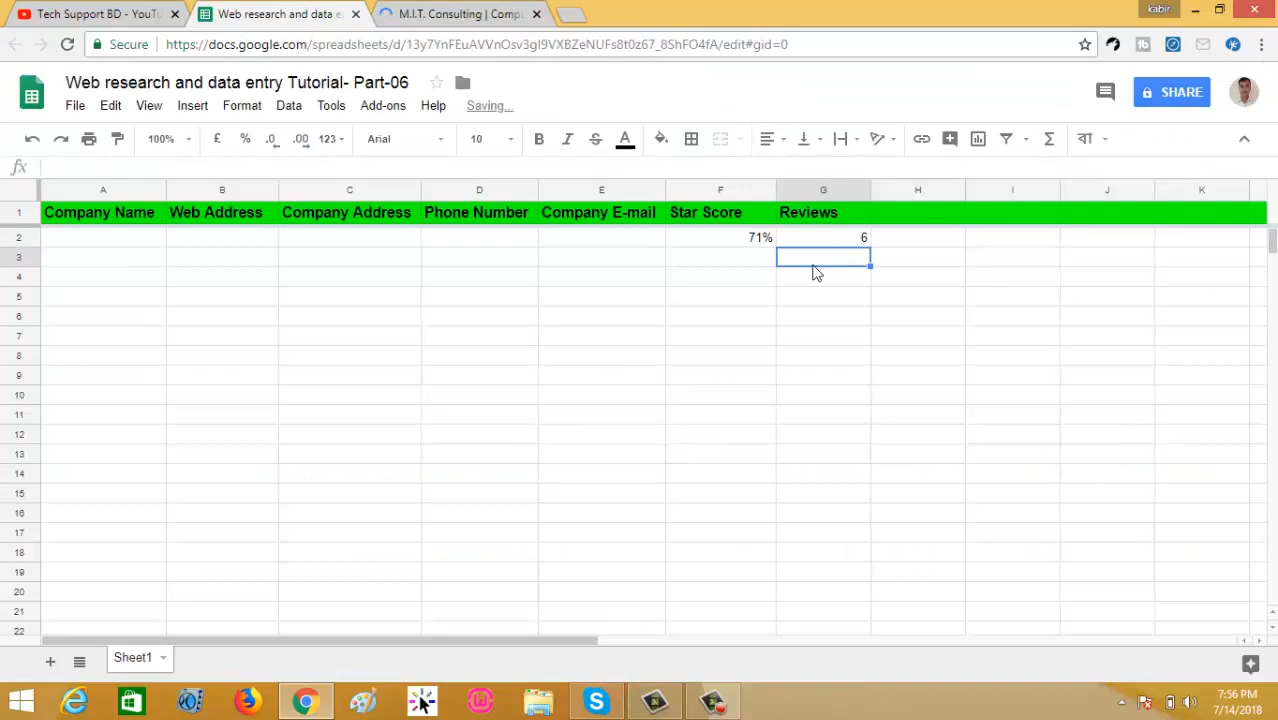 Tech Support BD - YouTu
Web research and data e
M.I.T. Consulting | Compu
kabir
Secure
https://docs.google.com/spreadsheets/d/13y7YnFEuAVVnOsv3gI9VXBZeNUFs8t0z67_8ShFO4fA/edit#gid=0
Web research and data entry Tutorial- Part-06
SHARE
File Edit View Insert Format Data Tools Add-ons Help Saving...
100% £ % .0 .00 123 Arial 10 B I S A Σ বা
fx
A B C D E F G H I J K
1 Company Name Web Address Company Address Phone Number Company E-mail Star Score Reviews
2 71% 6
3
4
5
6
7
8
9
10
11
12
13
14
15
16
17
18
19
20
21
22
Sheet1
7:56 PM
7/14/2018